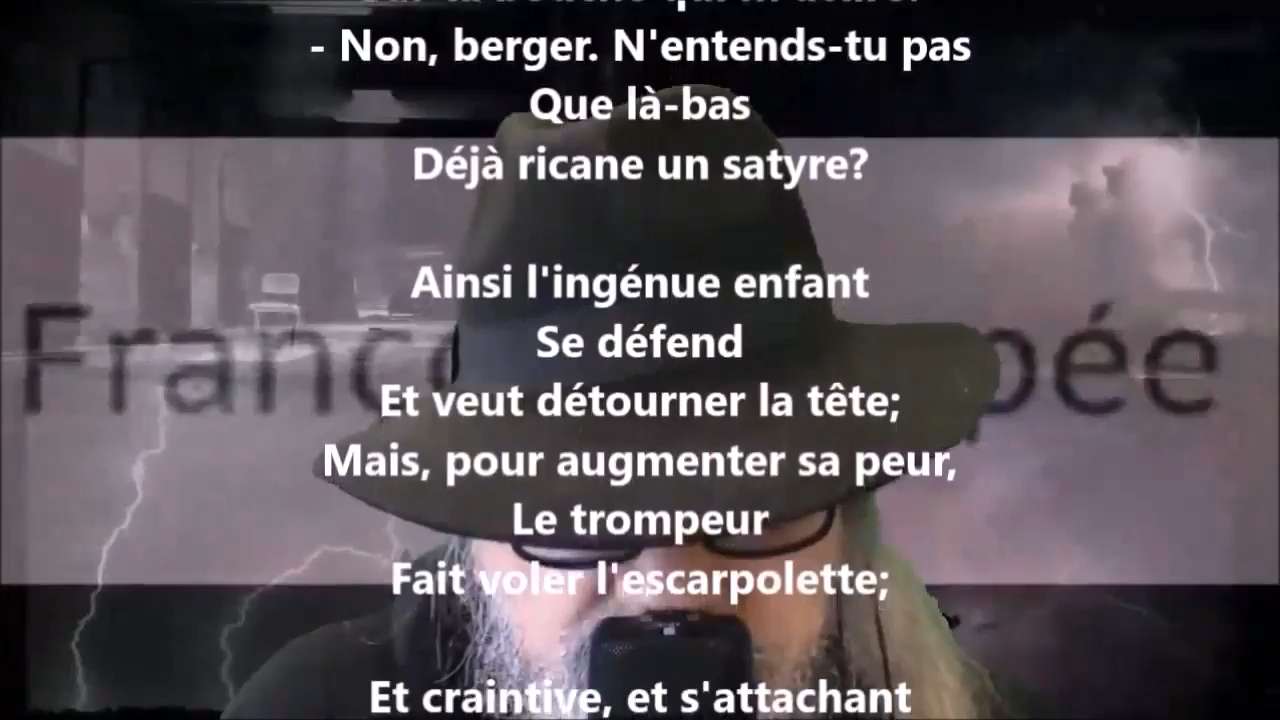 - Non, berger. N'entends-tu pas
Que là-bas
Déjà ricane un satyre?
Ainsi l'ingénue enfant
Se défend
Et veut détourner la tête;
Mais, pour augmenter sa peur,
Le trompeur
Fait voler l'escarpolette;
Et craintive, et s'attachant